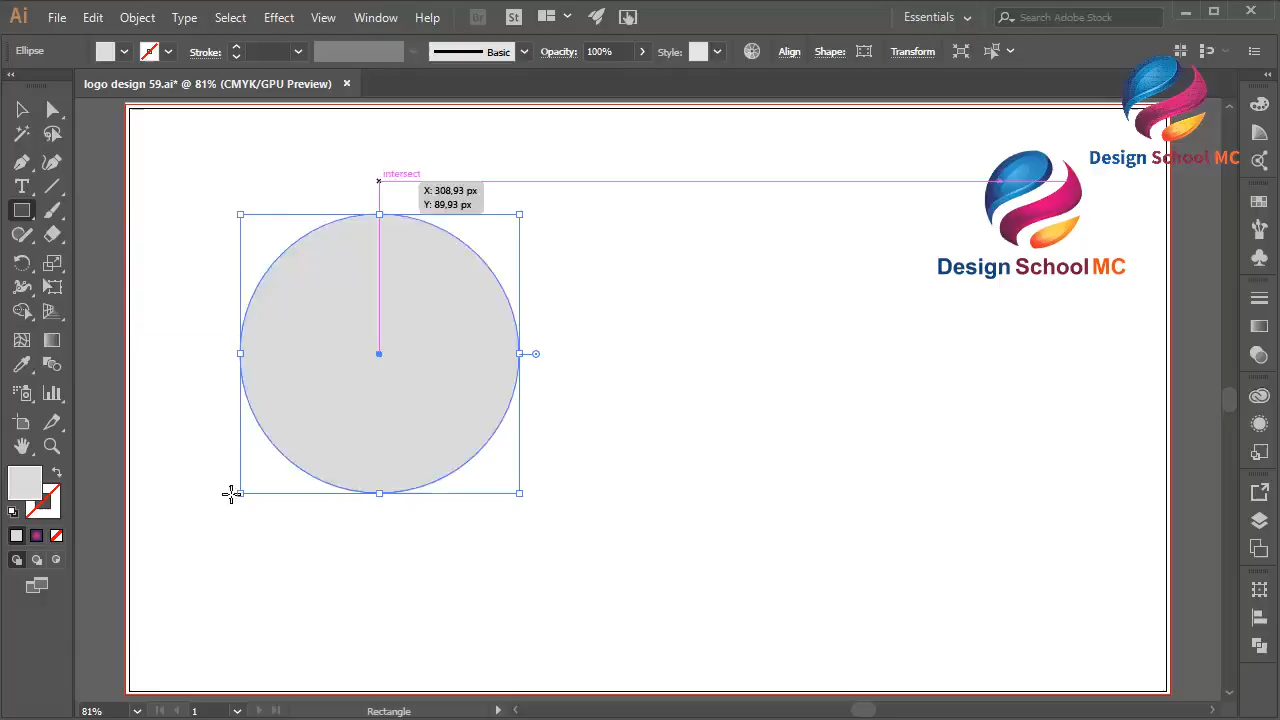 Ai File Edit Object Type Select Effect View Window Help Br St Essentials Search Adobe Stock
Ellipse Stroke: Basic Opacity: 100% Style: Align Shape: Transform
logo design 59.ai* @ 81% (CMYK/GPU Preview)
Design School MC
intersect
X: 308,93 px
Y: 89,93 px
Design School MC
81% 1 Rectangle